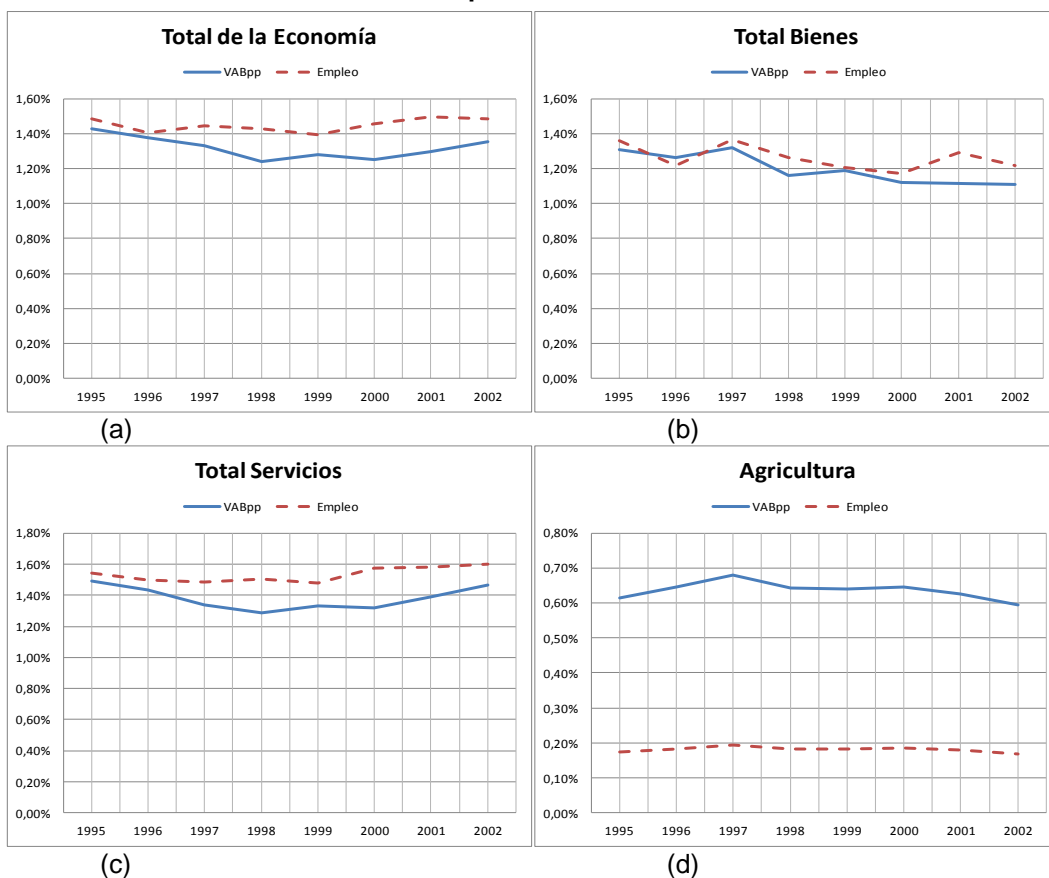 Total de la Economía
VABpp Empleo
1,60%
1,40%
1,20%
1,00%
0,80%
0,60%
0,40%
0,20%
0,00%
1995 1996 1997 1998 1999 2000 2001 2002
(a)
Total Bienes
VABpp Empleo
1,60%
1,40%
1,20%
1,00%
0,80%
0,60%
0,40%
0,20%
0,00%
1995 1996 1997 1998 1999 2000 2001 2002
(b)
Total Servicios
VABpp Empleo
1,80%
1,60%
1,40%
1,20%
1,00%
0,80%
0,60%
0,40%
0,20%
0,00%
1995 1996 1997 1998 1999 2000 2001 2002
(c)
Agricultura
VABpp Empleo
0,80%
0,70%
0,60%
0,50%
0,40%
0,30%
0,20%
0,10%
0,00%
1995 1996 1997 1998 1999 2000 2001 2002
(d)